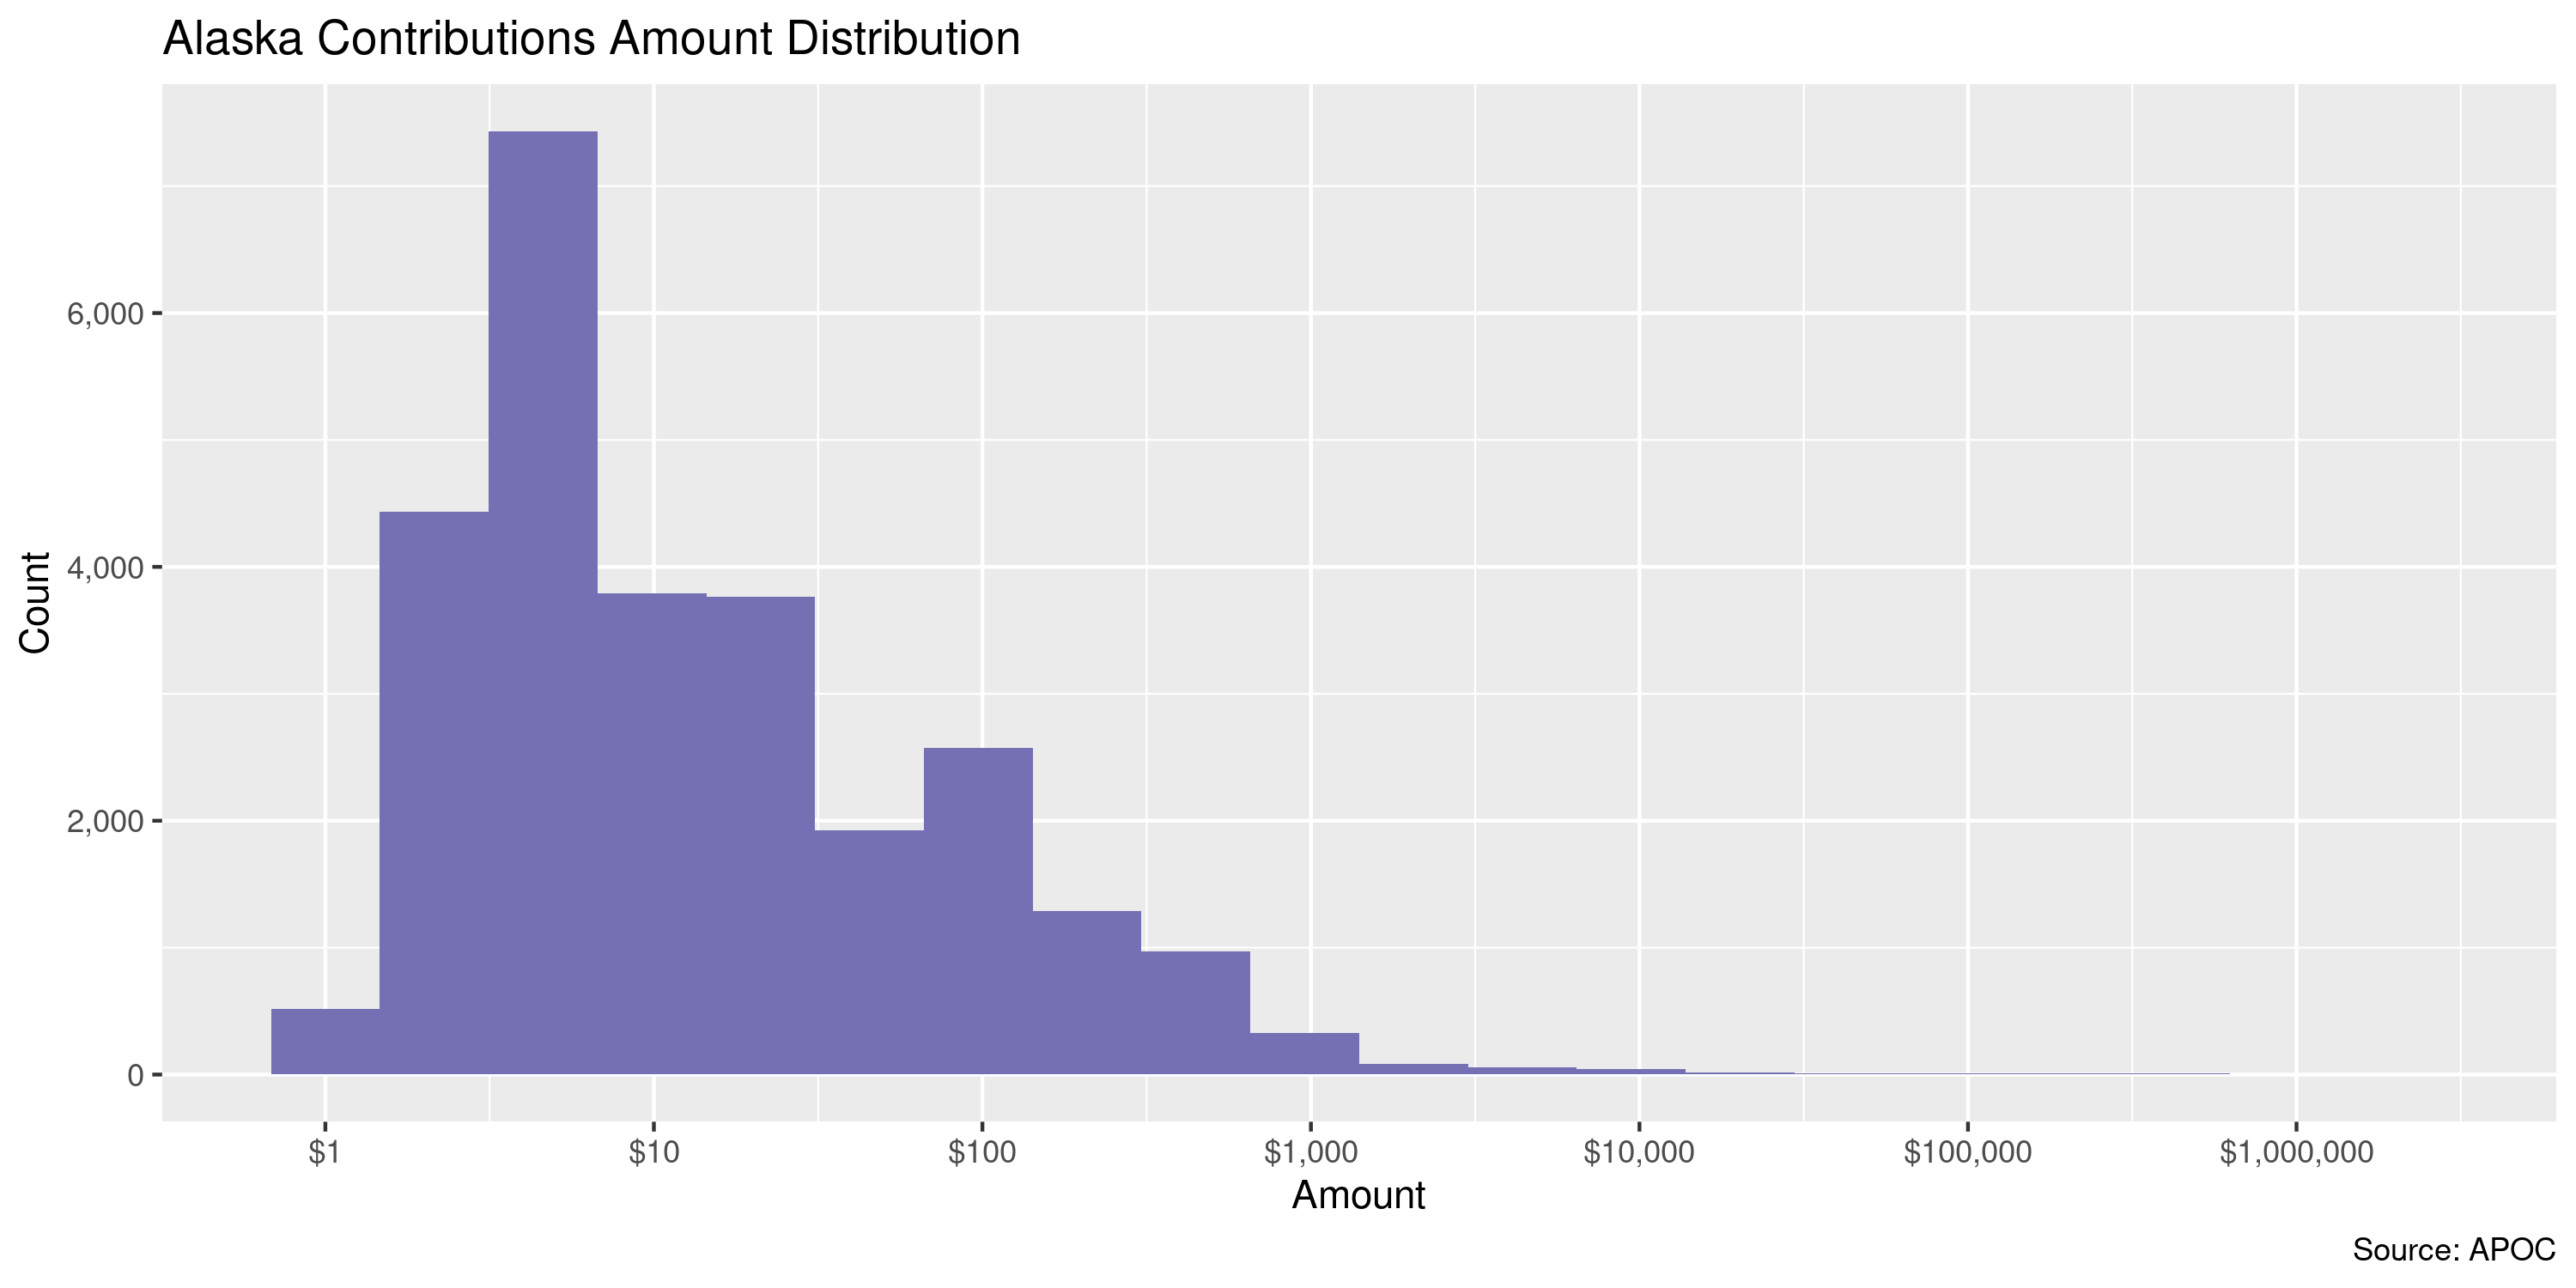 Alaska Contributions Amount Distribution
Count
6,000
4,000
2,000
0
$1 $10 $100 $1,000 $10,000 $100,000 $1,000,000
Amount
Source: APOC